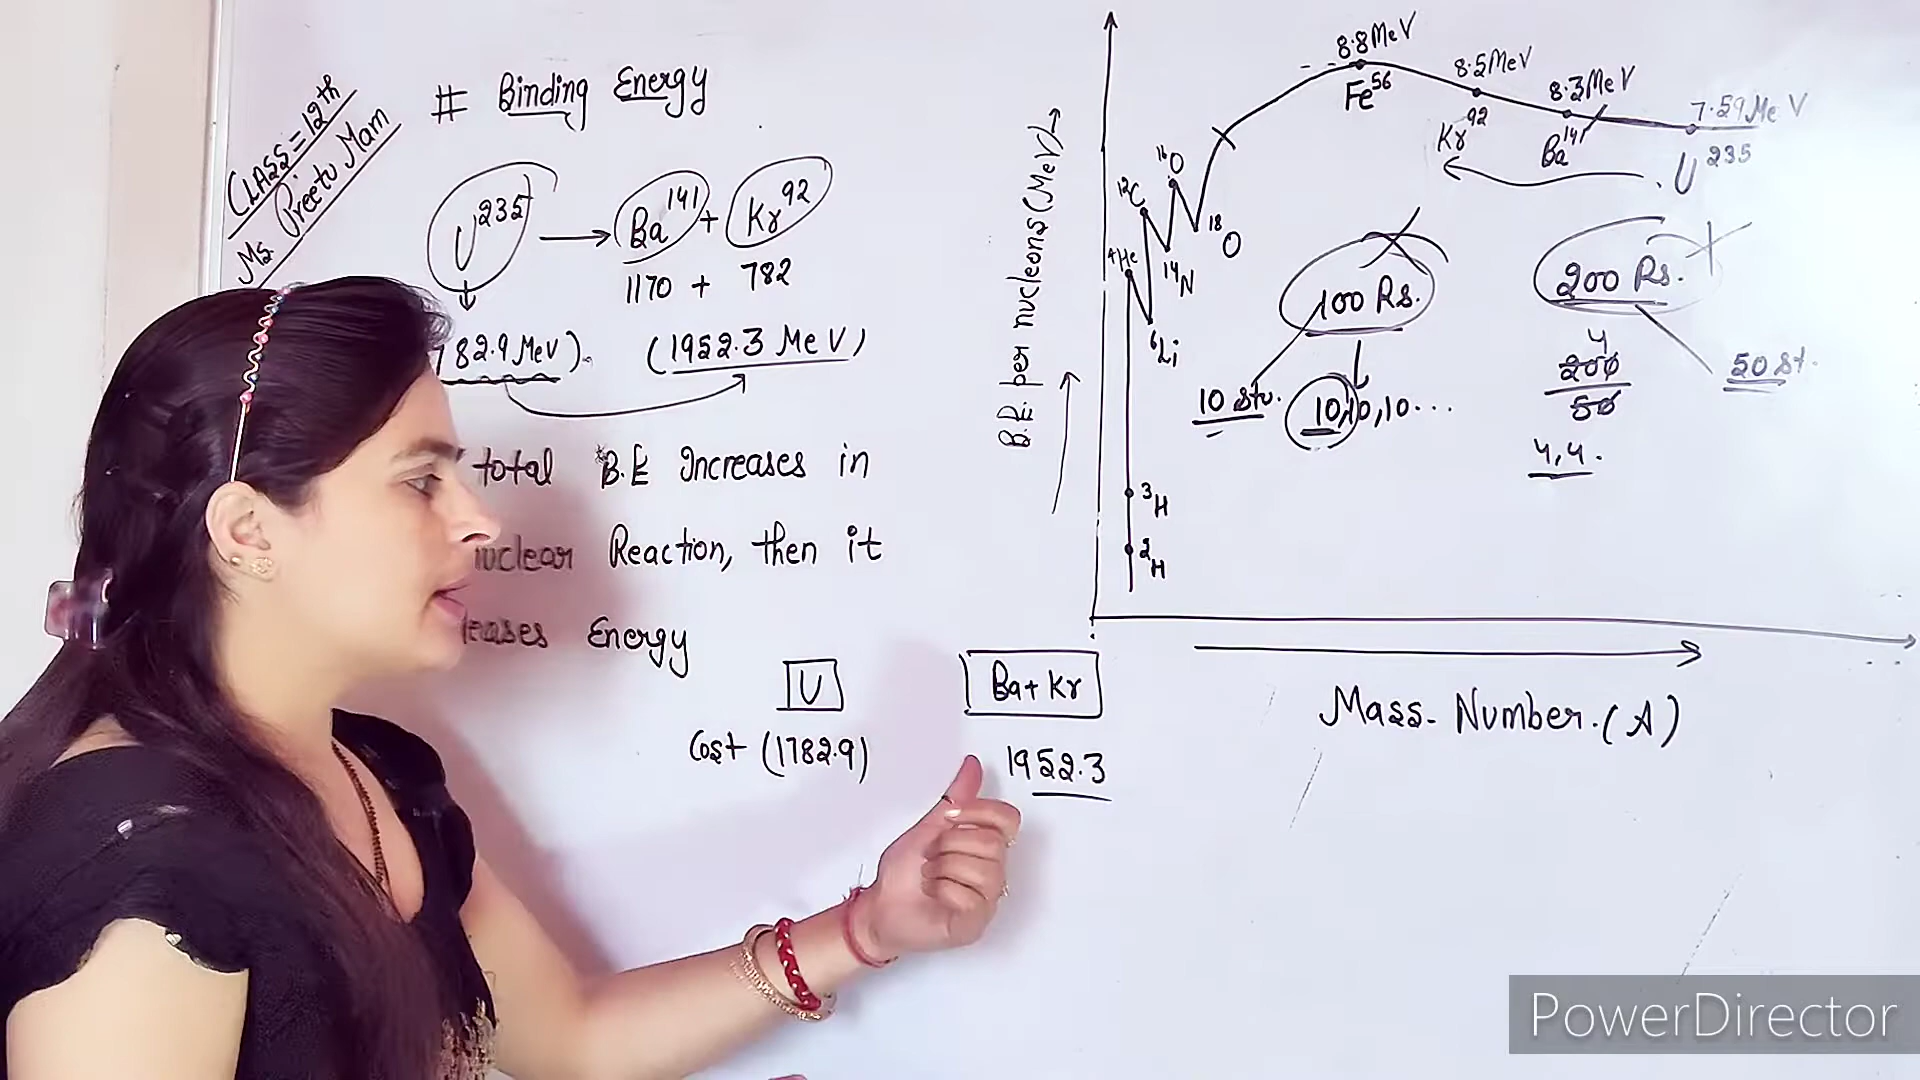 CLASS = 12th
Ms. Preetu Mam
# Binding Energy
U²³⁵ → Ba¹⁴¹ + Kr⁹²
1170 + 782
782.9 MeV). (1952.3 MeV)
total B.E Increases in
nuclear Reaction, then it
leases Energy
U
Cost (1782.9)
Ba+Kr
1952.3
B.E. per nucleons (MeV) →
8.8 MeV
Fe⁵⁶
8.5 MeV
Kr⁹²
8.3 MeV
Ba¹⁴¹
7.59 MeV
U²³⁵
¹²C
¹⁶O
¹⁸O
¹⁴N
⁴He
⁶Li
³H
²H
100 Rs.
10 Stu.
10,10,10...
200 Rs.
4
200
50
50 St.
4,4.
Mass. Number. (A)
PowerDirector